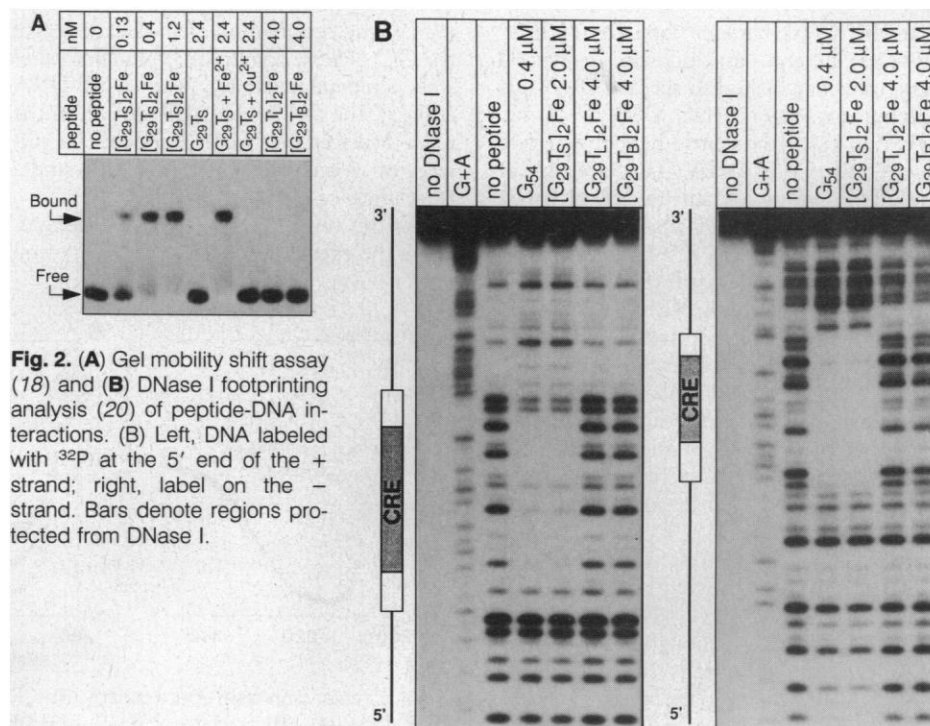 A
nM 0 0.13 0.4 1.2 2.4 2.4 2.4 4.0 4.0
peptide
no peptide
[G29TS]2Fe
[G29TS]2Fe
[G29TS]2Fe
G29TS
G29TS + Fe2+
G29TS + Cu2+
[G29TL]2Fe
[G29TB]2Fe
Bound
Free
Fig. 2. (A) Gel mobility shift assay
(18) and (B) DNase I footprinting
analysis (20) of peptide-DNA in-
teractions. (B) Left, DNA labeled
with 32P at the 5′ end of the +
strand; right, label on the −
strand. Bars denote regions pro-
tected from DNase I.
B
no DNase
G+A
no peptide
G54 0.4 µM
[G29TS]2Fe 2.0 µM
[G29TL]2Fe 4.0 µM
[G29TB]2Fe 4.0 µM
3′
CRE
5′
no DNase
G+A
no peptide
G54 0.4 µM
[G29TS]2Fe 2.0 µM
[G29TL]2Fe 4.0 µM
[G29TB]2Fe 4.0 µM
3′
CRE
5′